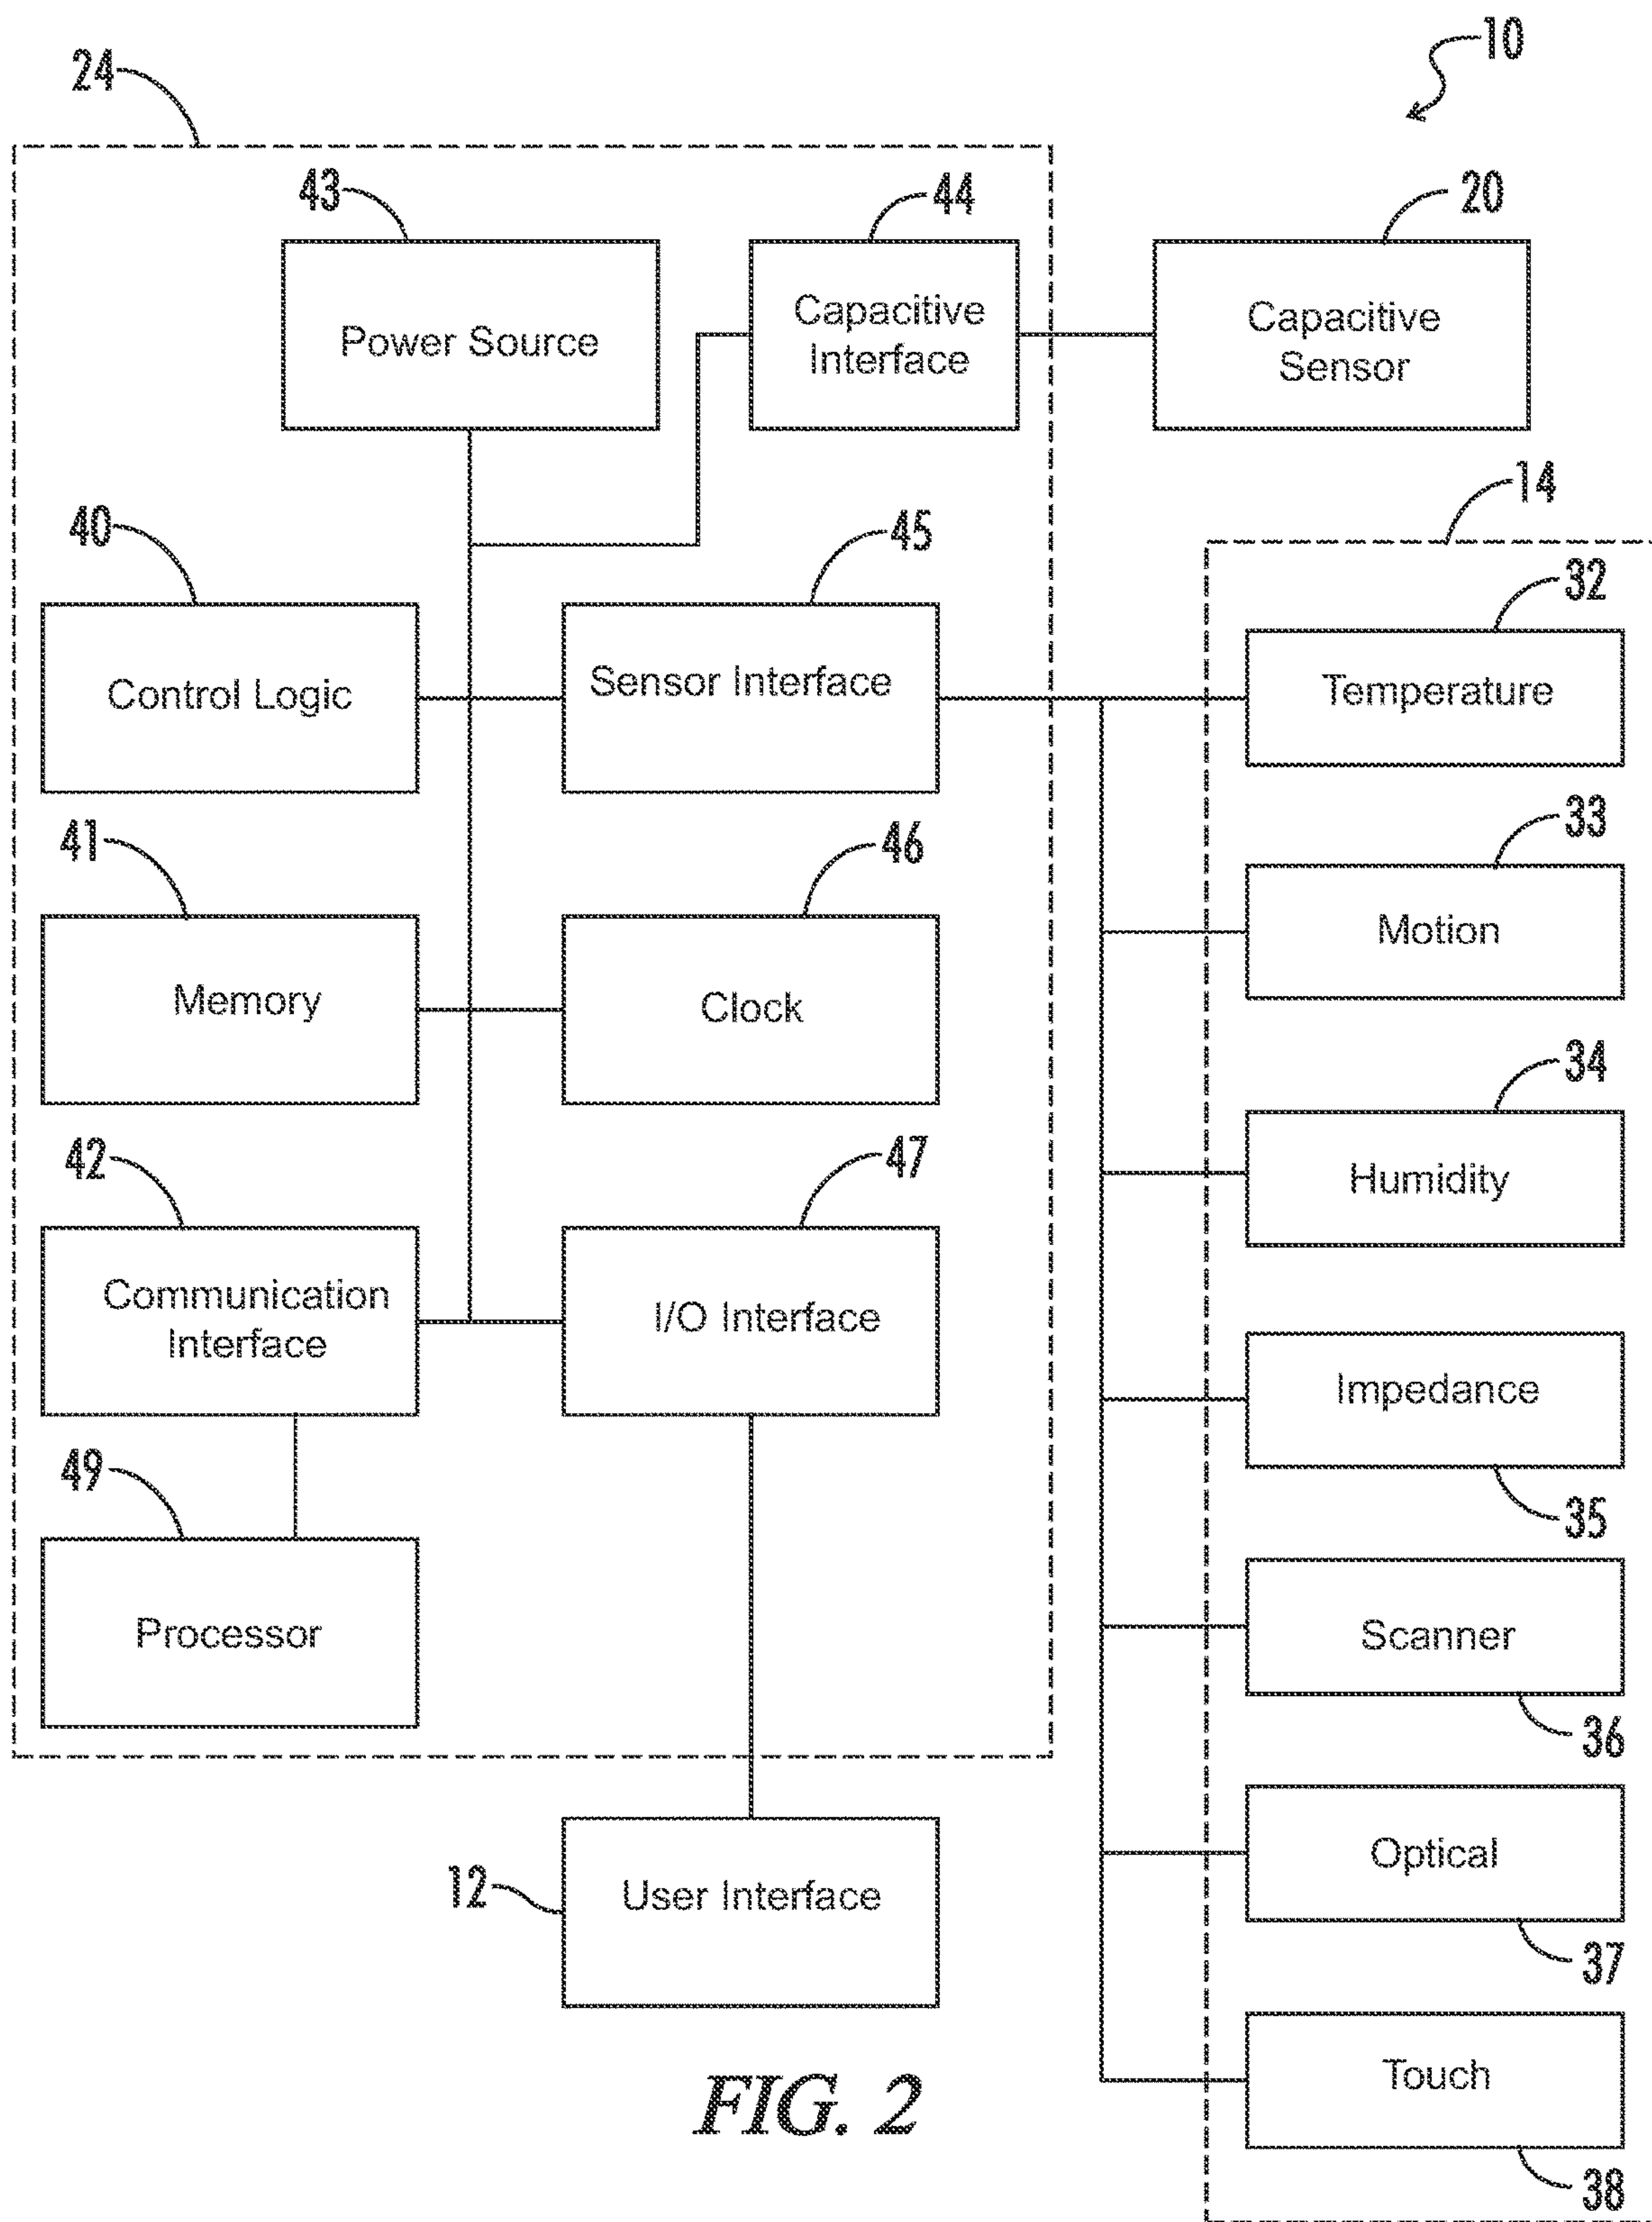 10
24
43
44
20
Power Source
Capacitive
Interface
Capacitive
Sensor
14
40
45
32
Control Logic
Sensor Interface
Temperature
41
46
33
Memory
Clock
Motion
42
47
34
Communication
Interface
I/O Interface
Humidity
Impedance
35
49
Processor
Scanner
36
12
User Interface
Optical
37
Touch
38
FIG. 2